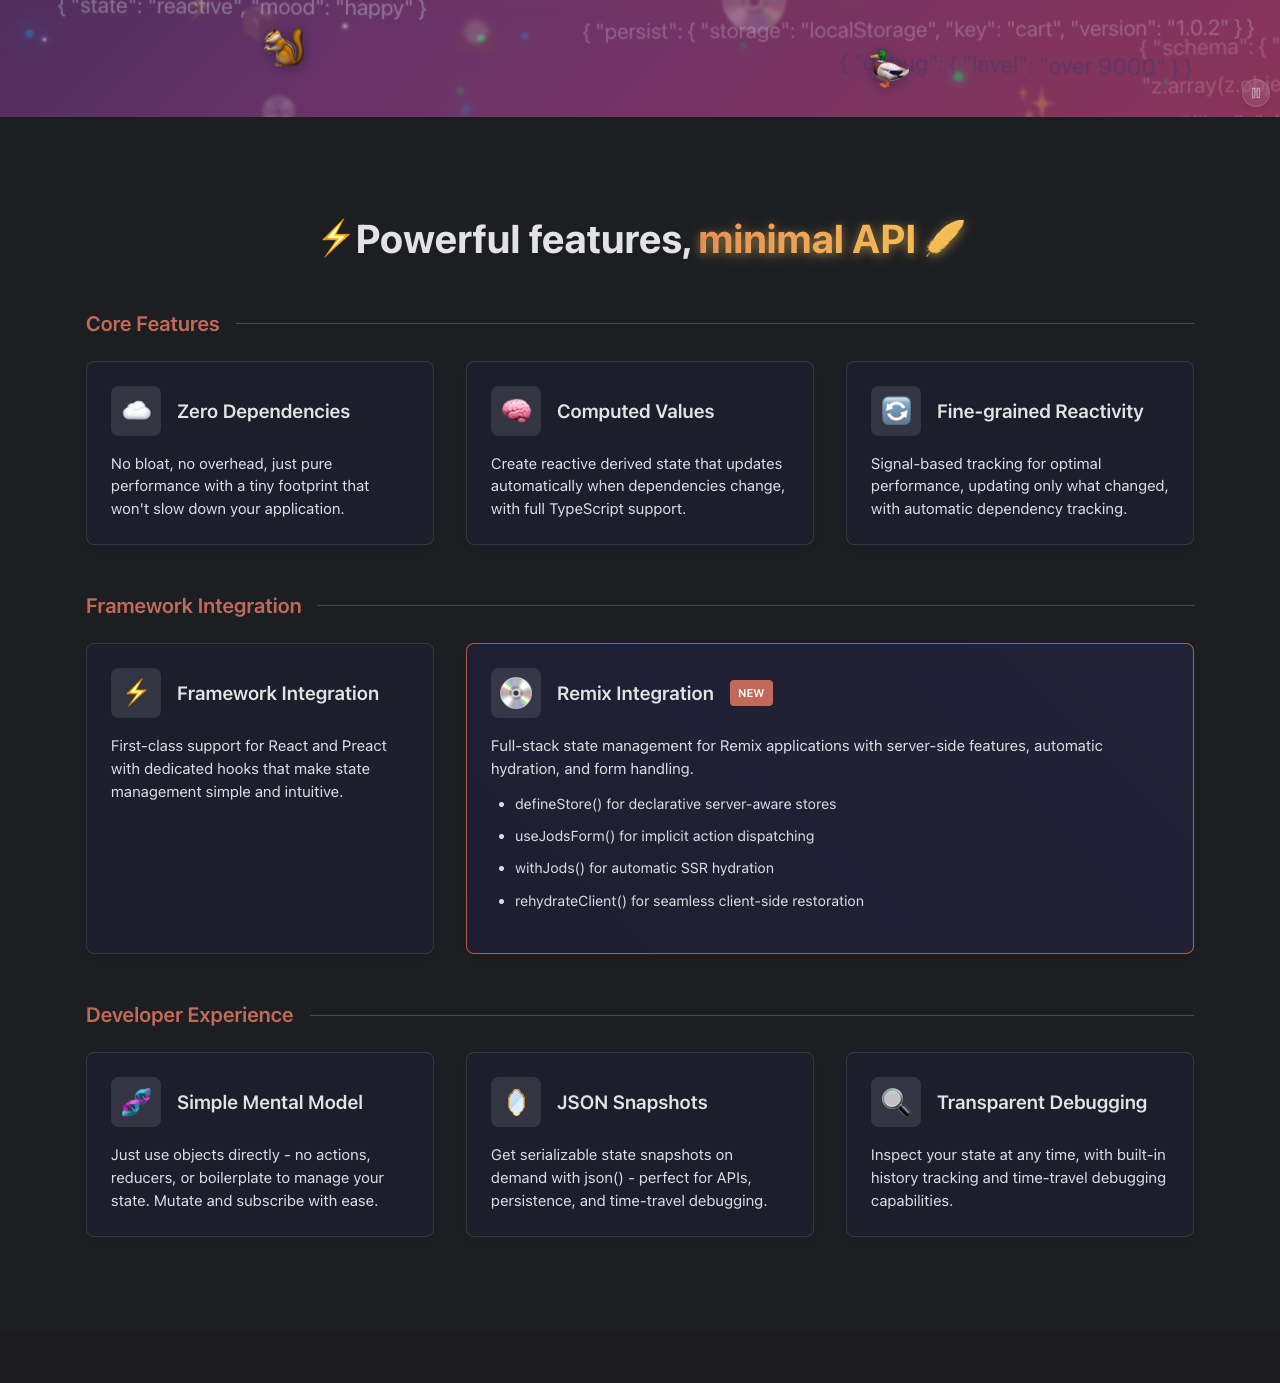 { "state": "reactive", "mood": "happy" }
{ "persist": { "storage": "localStorage", "key": "cart", "version": "1.0.2" } }
{ "schema": { "
{ "debug": { "level": "over 9000" } }
"z.array(z.obje
⚡Powerful features, minimal API 🪶
Core Features
Zero Dependencies
No bloat, no overhead, just pure
performance with a tiny footprint that
won't slow down your application.
Computed Values
Create reactive derived state that updates
automatically when dependencies change,
with full TypeScript support.
Fine-grained Reactivity
Signal-based tracking for optimal
performance, updating only what changed,
with automatic dependency tracking.
Framework Integration
Framework Integration
First-class support for React and Preact
with dedicated hooks that make state
management simple and intuitive.
Remix Integration NEW
Full-stack state management for Remix applications with server-side features, automatic
hydration, and form handling.
• defineStore() for declarative server-aware stores
• useJodsForm() for implicit action dispatching
• withJods() for automatic SSR hydration
• rehydrateClient() for seamless client-side restoration
Developer Experience
Simple Mental Model
Just use objects directly - no actions,
reducers, or boilerplate to manage your
state. Mutate and subscribe with ease.
JSON Snapshots
Get serializable state snapshots on
demand with json() - perfect for APIs,
persistence, and time-travel debugging.
Transparent Debugging
Inspect your state at any time, with built-in
history tracking and time-travel debugging
capabilities.